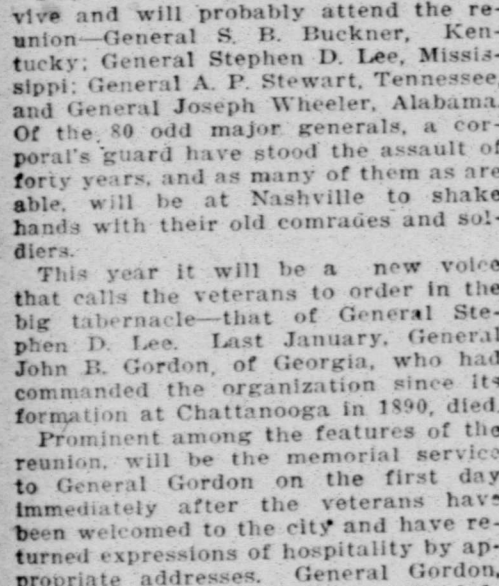 vive and will probably attend the re-
union—General S. B. Buckner, Ken-
tucky; General Stephen D. Lee, Missis-
sippi; General A. P. Stewart, Tennessee
and General Joseph Wheeler, Alabama
Of the 80 odd major generals, a cor-
poral's guard have stood the assault of
forty years, and as many of them as are
able, will be at Nashville to shake
hands with their old comrades and sol-
diers.
This year it will be a new voice
that calls the veterans to order in the
big tabernacle—that of General Ste-
phen D. Lee. Last January, General
John B. Gordon, of Georgia, who had
commanded the organization since its
formation at Chattanooga in 1890, died.
Prominent among the features of the
reunion, will be the memorial service
to General Gordon on the first day
immediately after the veterans have
been welcomed to the city and have re-
turned expressions of hospitality by ap-
propriate addresses. General Gordon,